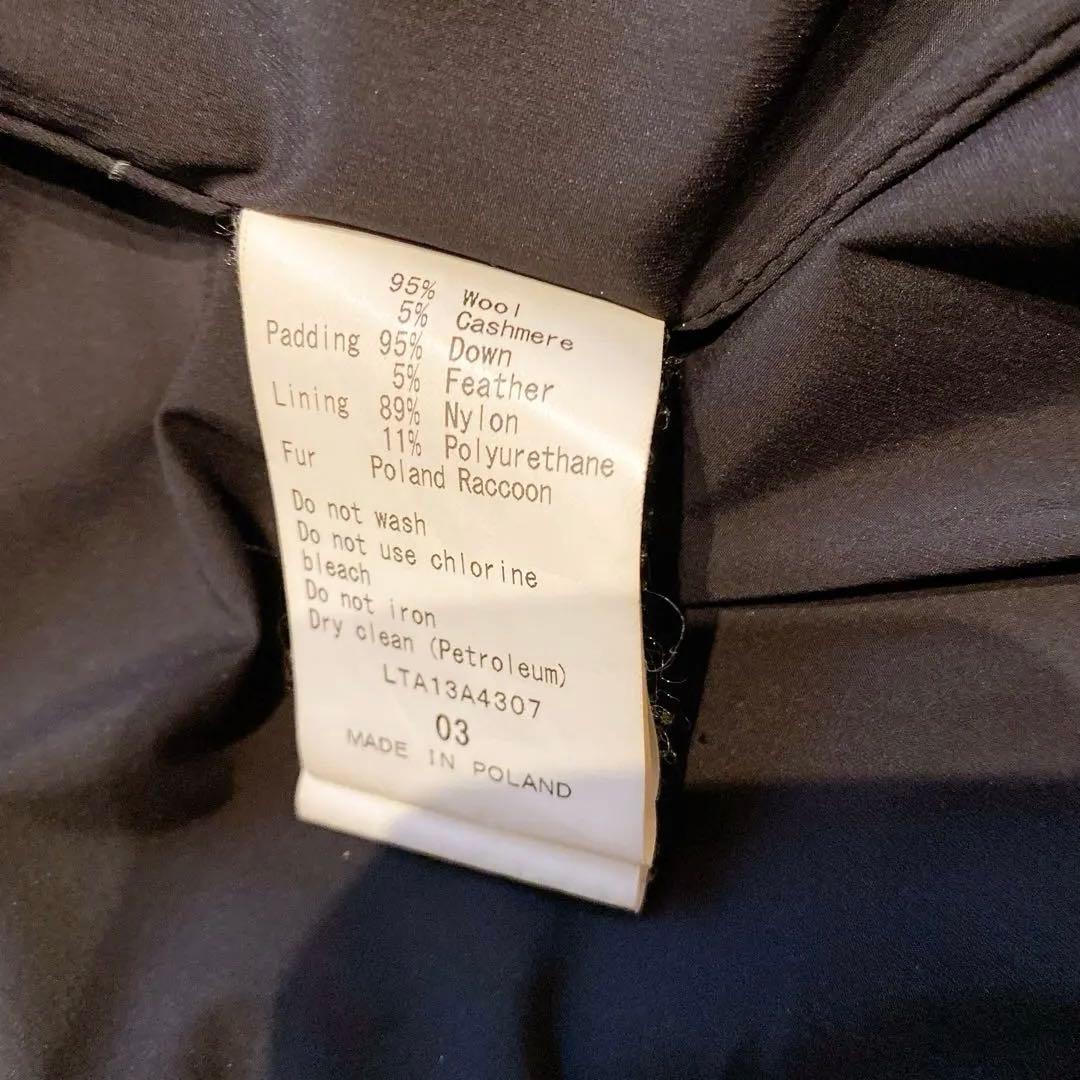 95% Wool
5% Cashmere
Padding 95% Down
5% Feather
Lining 89% Nylon
11% Polyurethane
Fur Poland Raccoon
Do not wash
Do not use chlorine
bleach
Do not iron
Dry clean (Petroleum)
LTA13A4307
03
MADE IN POLAND